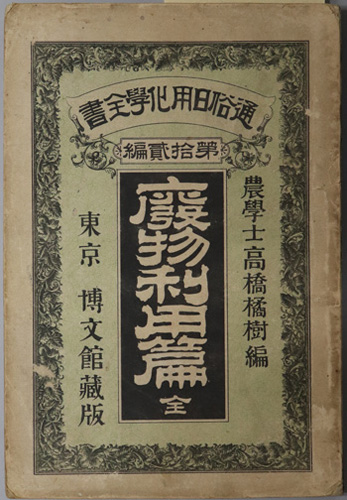 通俗日用化學全書
第拾貳編
農學士高橋橘樹編
廢物利用篇 全
東京 博文館藏版